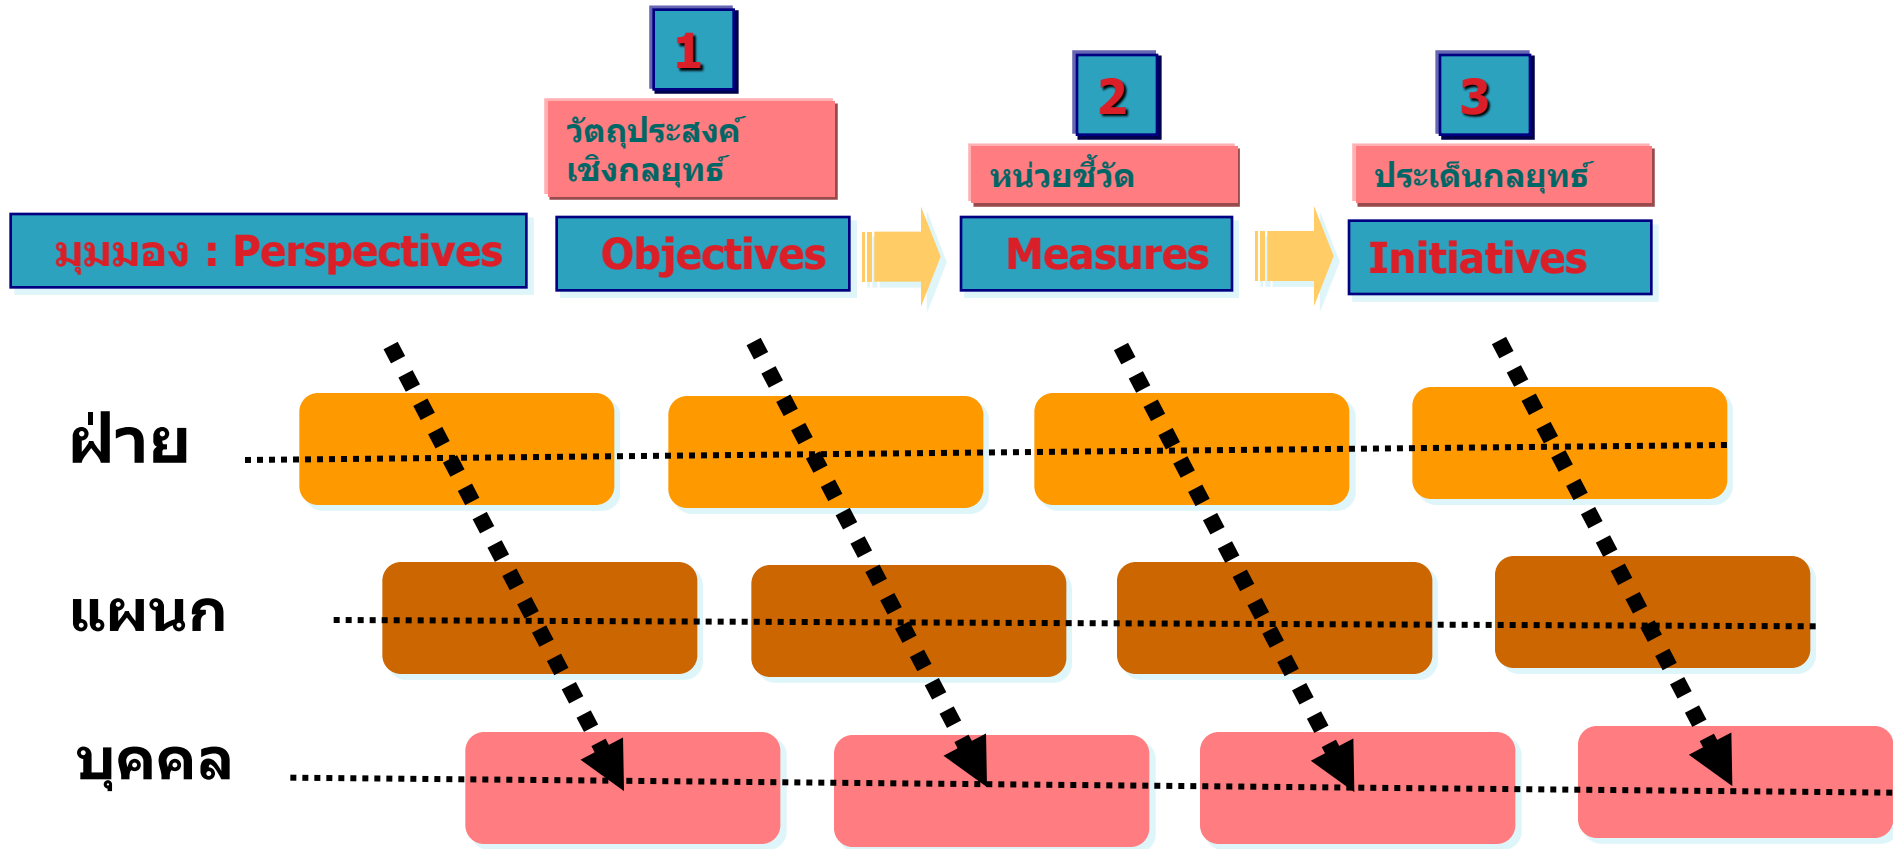 1
2
3
วัตถุประสงค์
เชิงกลยุทธ์
หน่วยชี้วัด
ประเด็นกลยุทธ์
มุมมอง : Perspectives
Objectives
Measures
Initiatives
ฝ่าย
แผนก
บุคคล